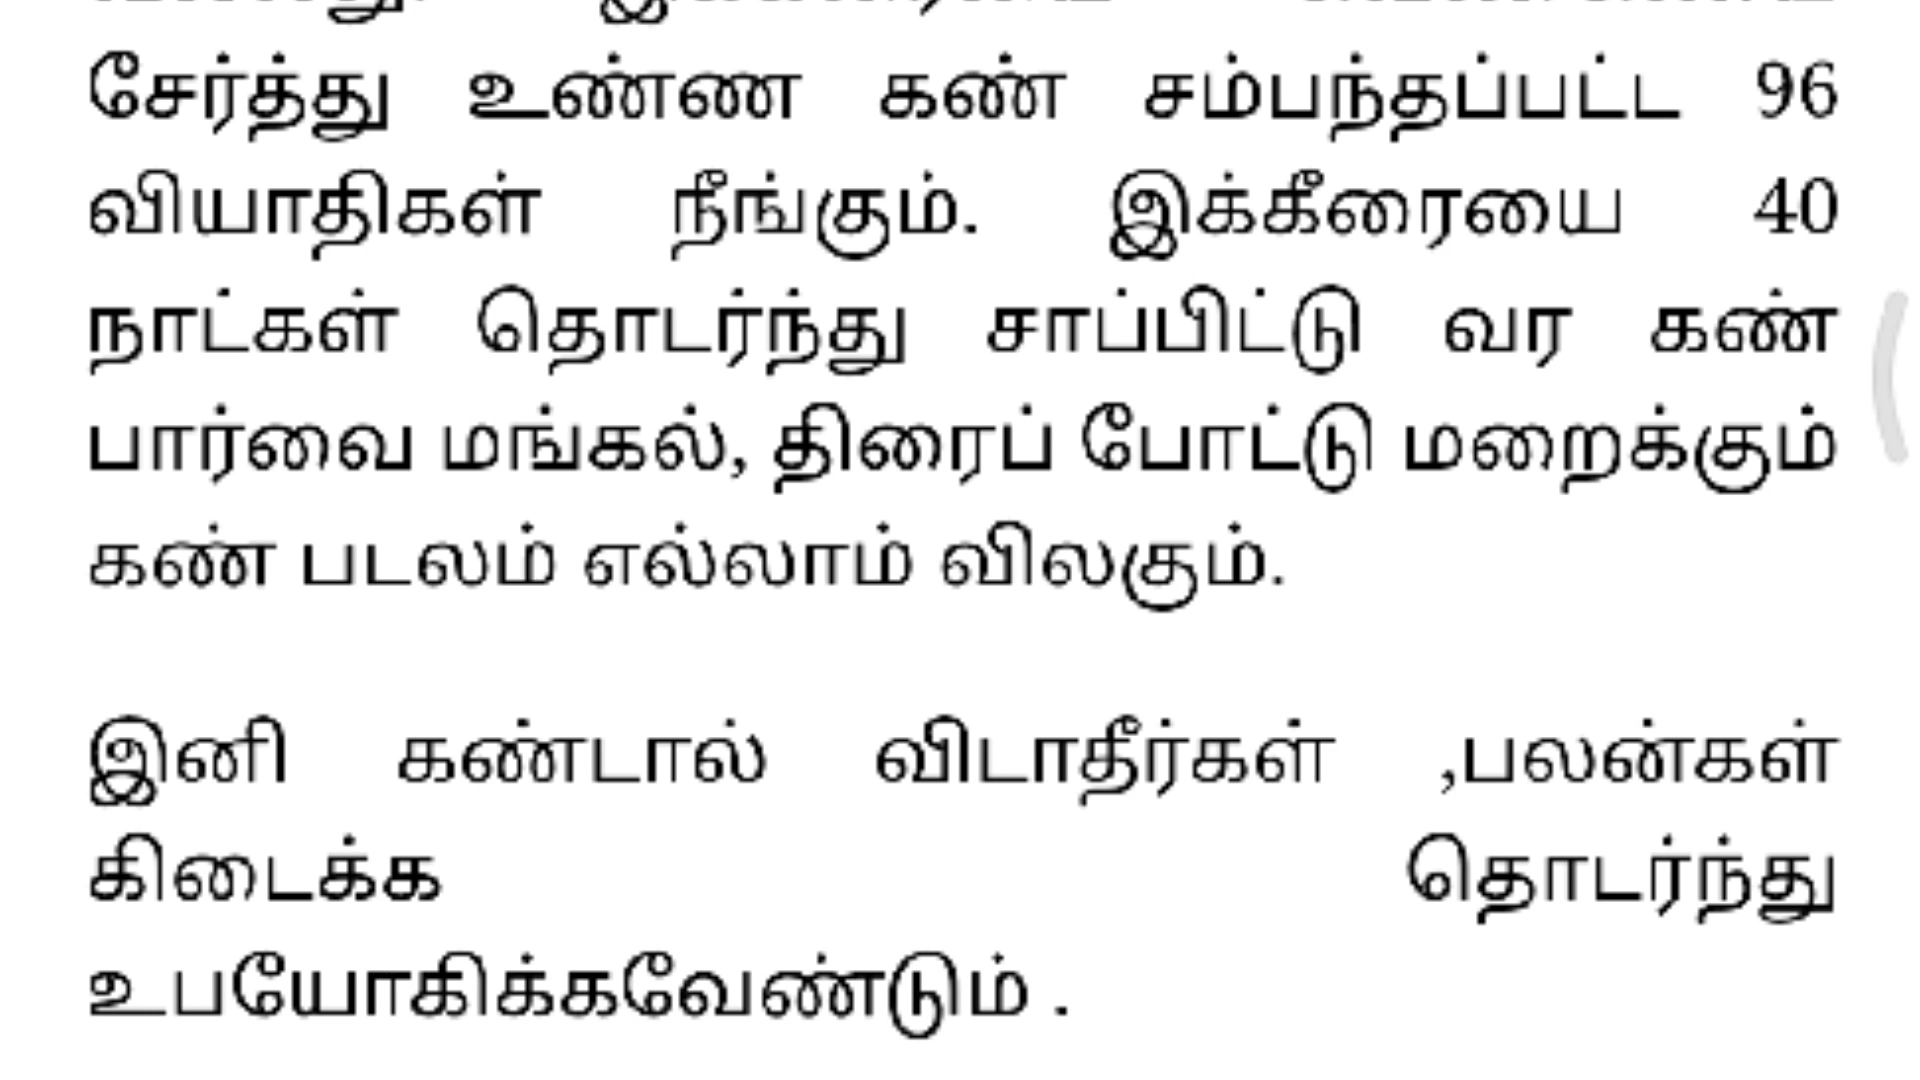 சேர்த்து உண்ண கண் சம்பந்தப்பட்ட 96
வியாதிகள் நீங்கும். இக்கீரையை 40
நாட்கள் தொடர்ந்து சாப்பிட்டு வர கண்
பார்வை மங்கல், திரைப் போட்டு மறைக்கும்
கண் படலம் எல்லாம் விலகும்.
இனி கண்டால் விடாதீர்கள் ,பலன்கள்
கிடைக்க தொடர்ந்து
உபயோகிக்கவேண்டும் .